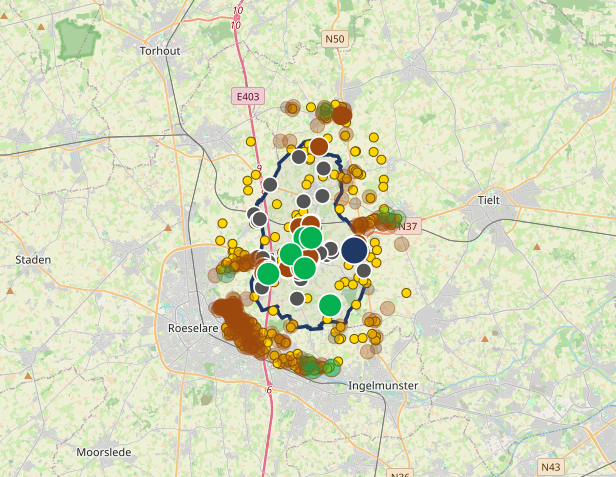 10
10
N50
Torhout
E403
9
Tielt
N37
Staden
Roeselare
Ingelmunster
6
Moorslede
N43
N36